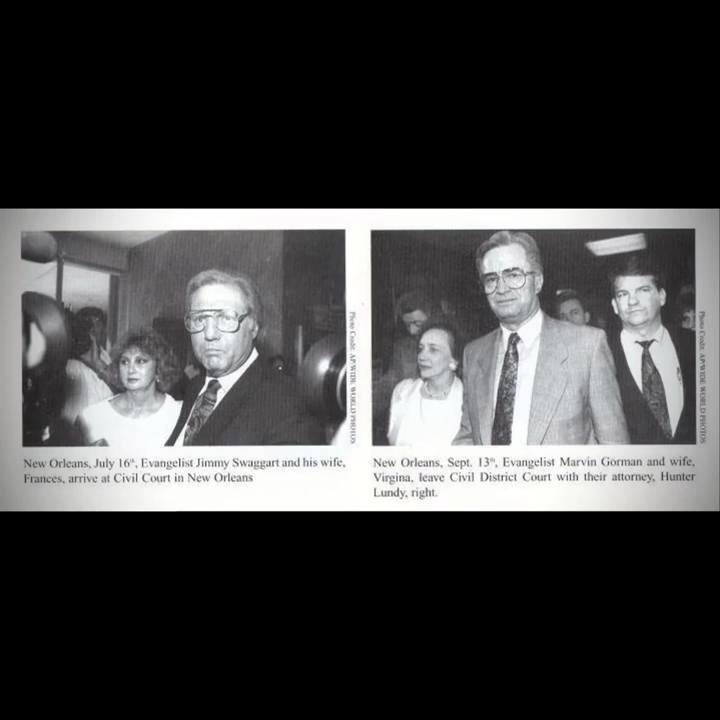 New Orleans, July 16th, Evangelist Jimmy Swaggart and his wife,
Frances, arrive at Civil Court in New Orleans
Photo Credit: AP/WIDE WORLD PHOTOS
New Orleans, Sept. 13th, Evangelist Marvin Gorman and wife,
Virgina, leave Civil District Court with their attorney, Hunter
Lundy, right.
Photo Credit: AP/WIDE WORLD PHOTOS